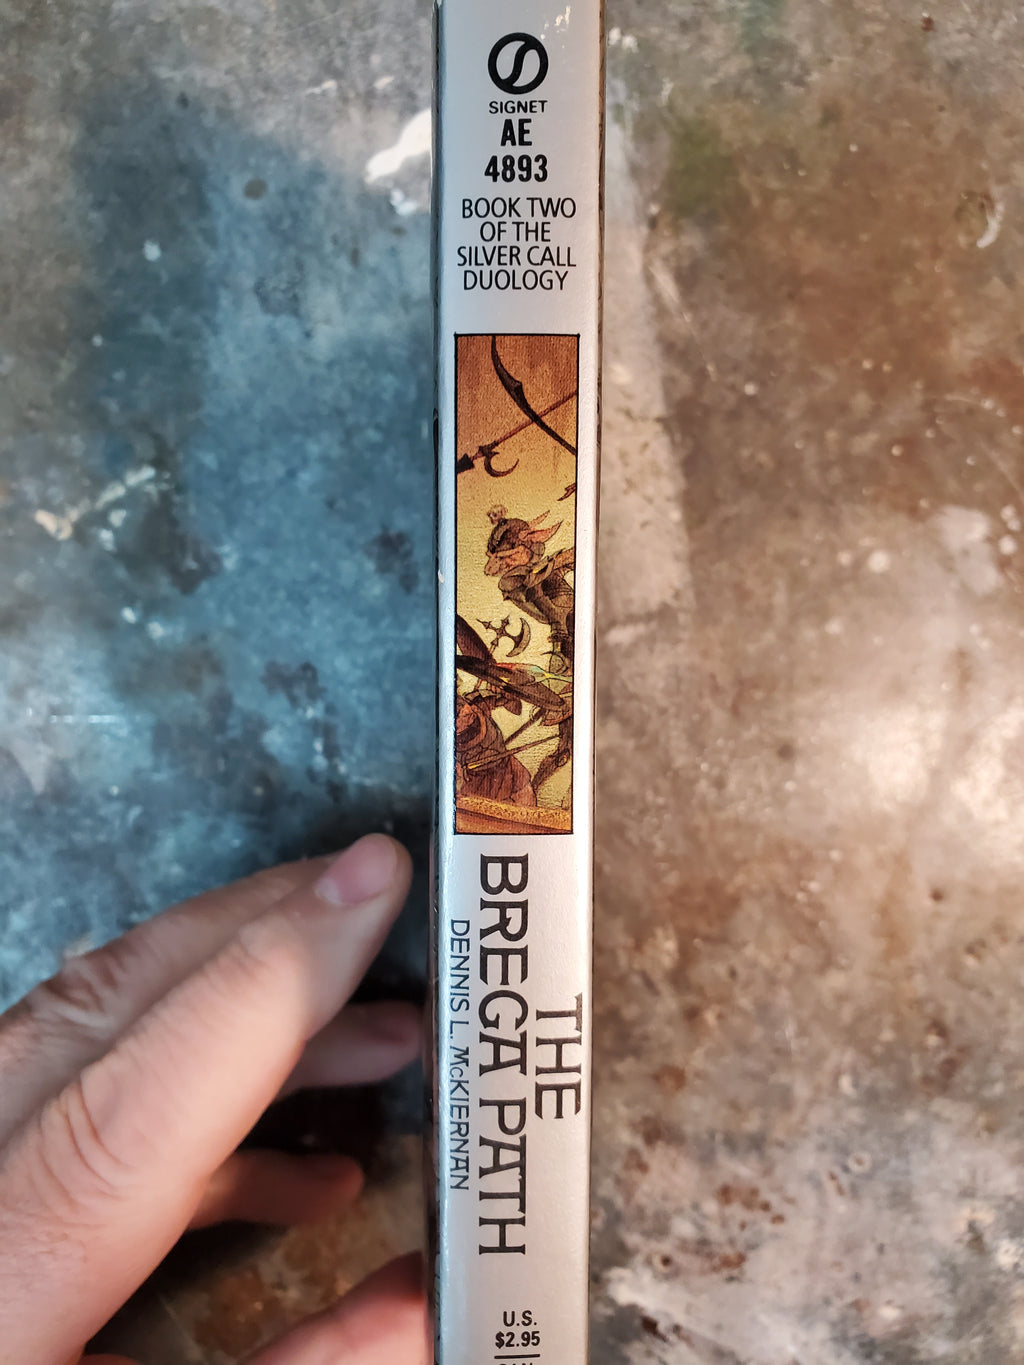 SIGNET
AE
4893
BOOK TWO
OF THE
SILVER CALL
DUOLOGY
THE
BREGA PATH
DENNIS L. McKIERNAN
U.S.
$2.95